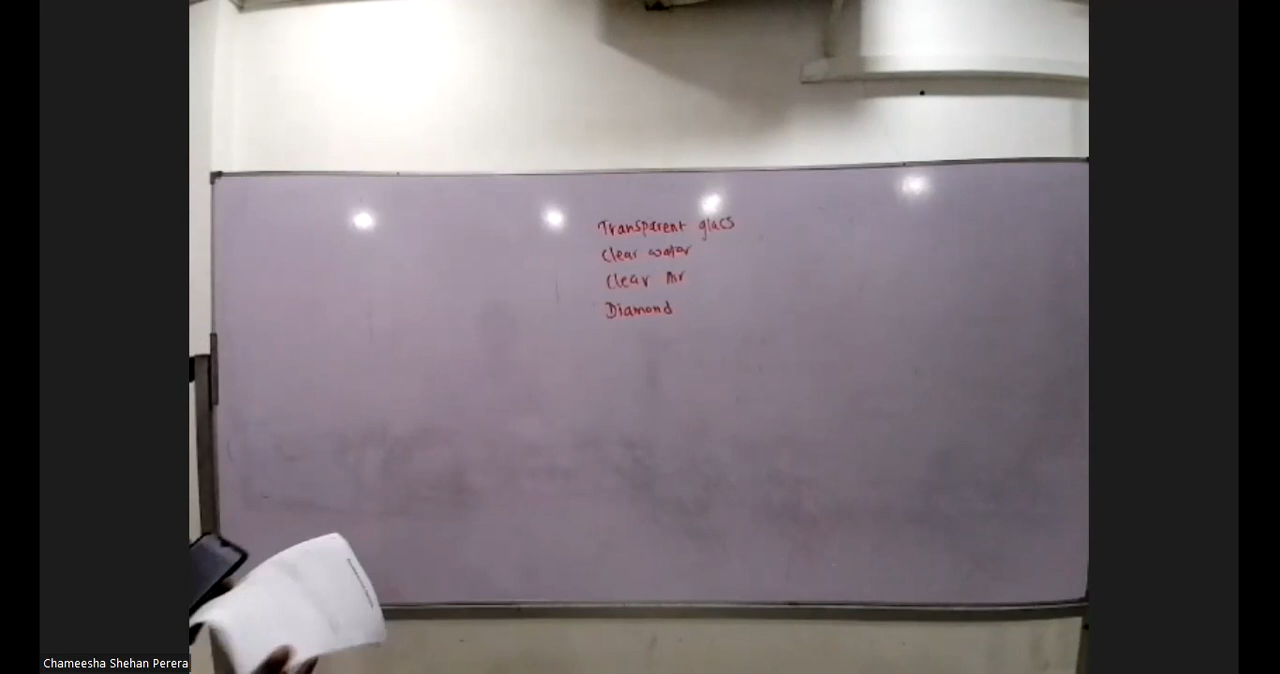 Transparent glass
Clear water
Clear Air
Diamond
Chameesha Shehan Perera